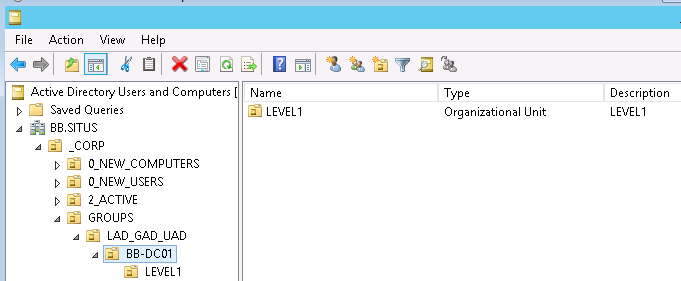 File Action View Help
Active Directory Users and Computers [
Name Type Description
Saved Queries
LEVEL1 Organizational Unit LEVEL1
BB.SITUS
_CORP
0_NEW_COMPUTERS
0_NEW_USERS
2_ACTIVE
GROUPS
LAD_GAD_UAD
BB-DC01
LEVEL1